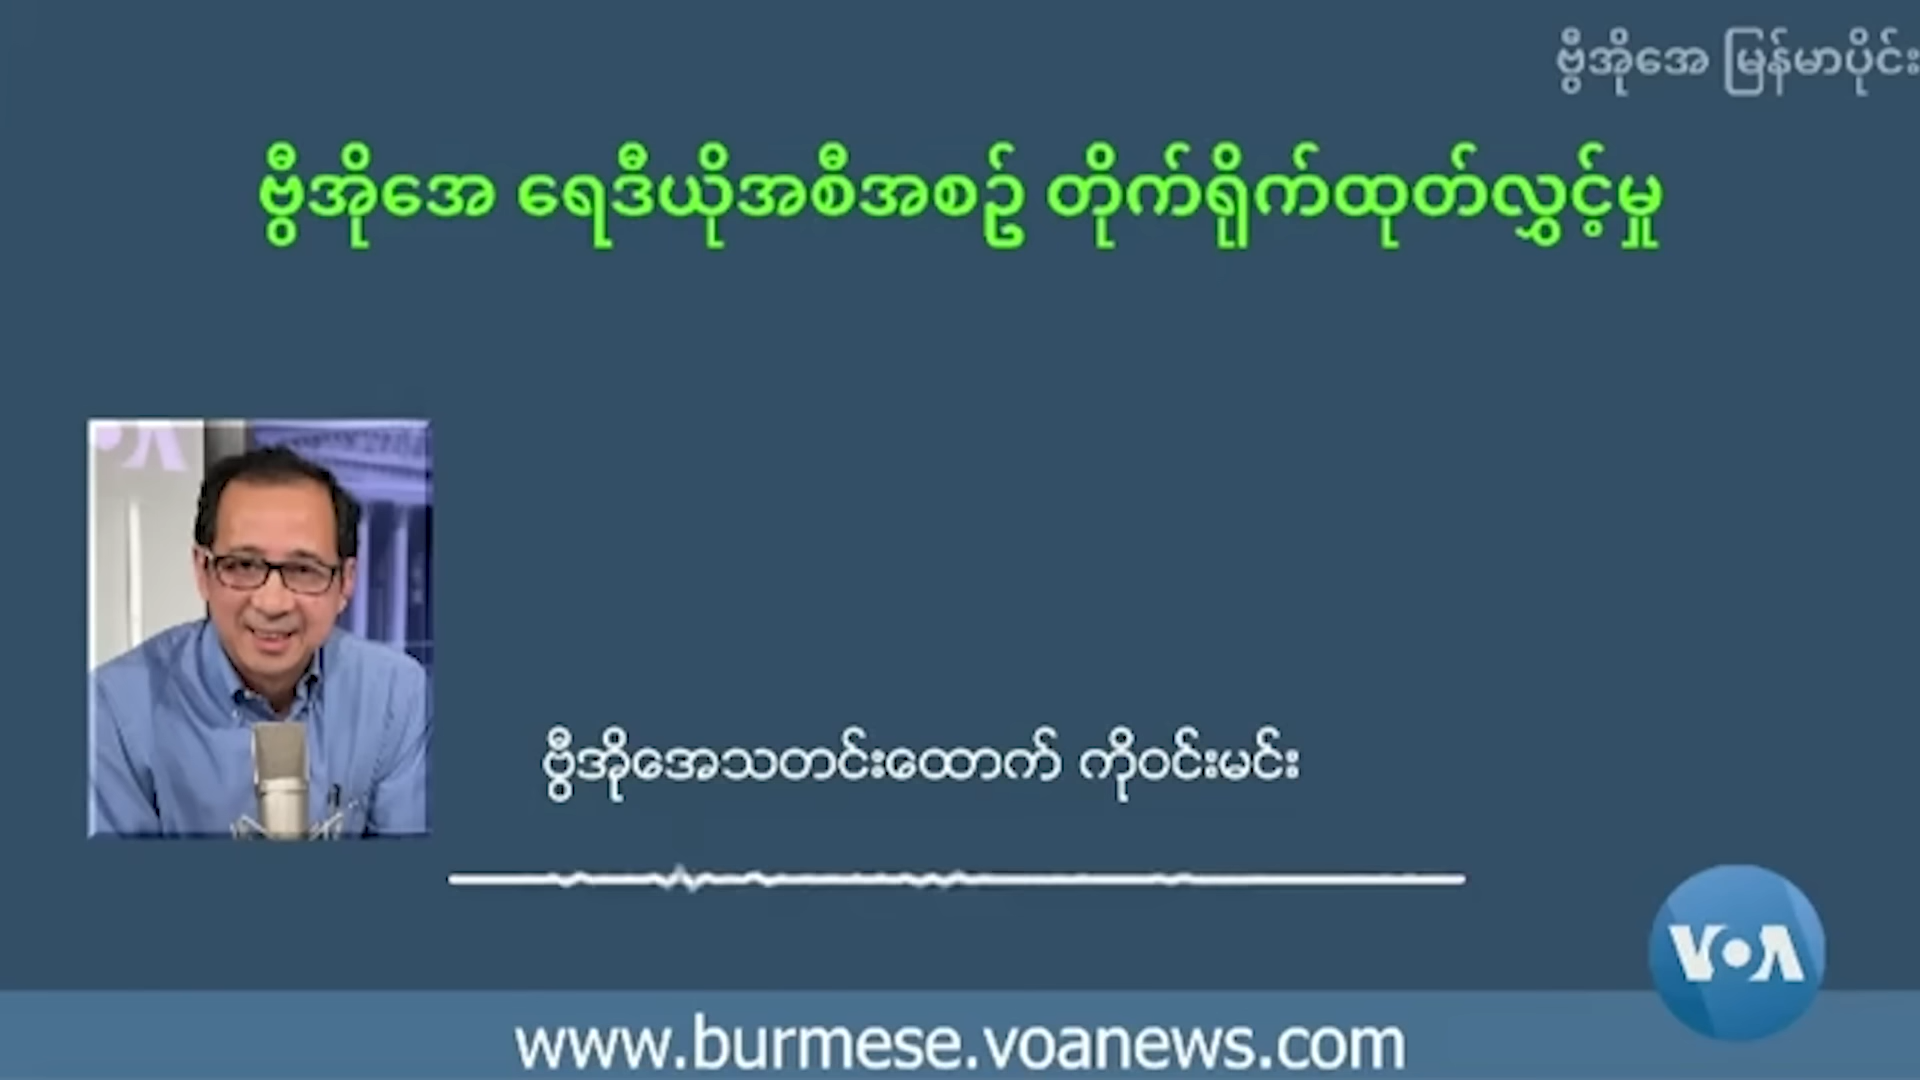 ဗွီအိုအေ မြန်မာပိုင်း
ဗွီအိုအေ ရေဒီယိုအစီအစဉ် တိုက်ရိုက်ထုတ်လွှင့်မှု
VOA
ဗွီအိုအေသတင်းထောက် ကိုဝင်းမင်း
VOA
www.burmese.voanews.com